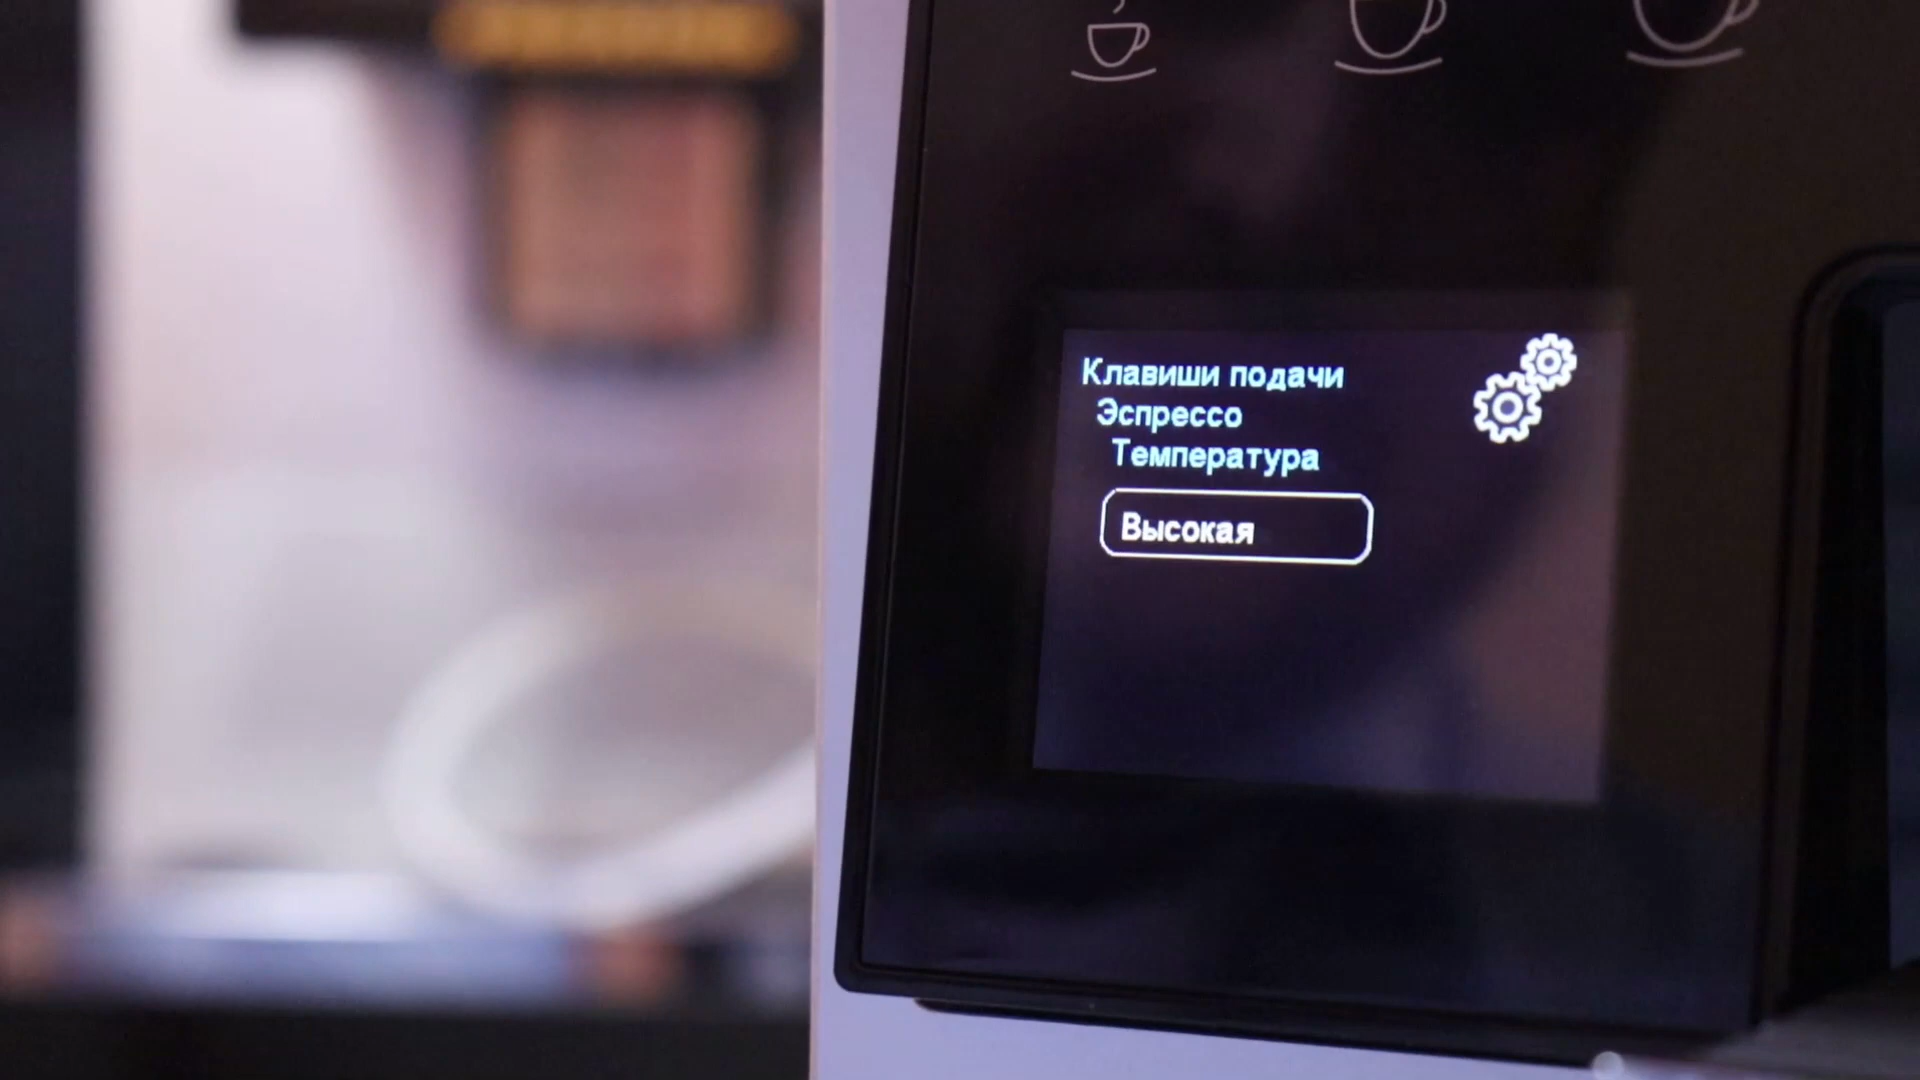 Клавиши подачи
Эспрессо
Температура
Высокая